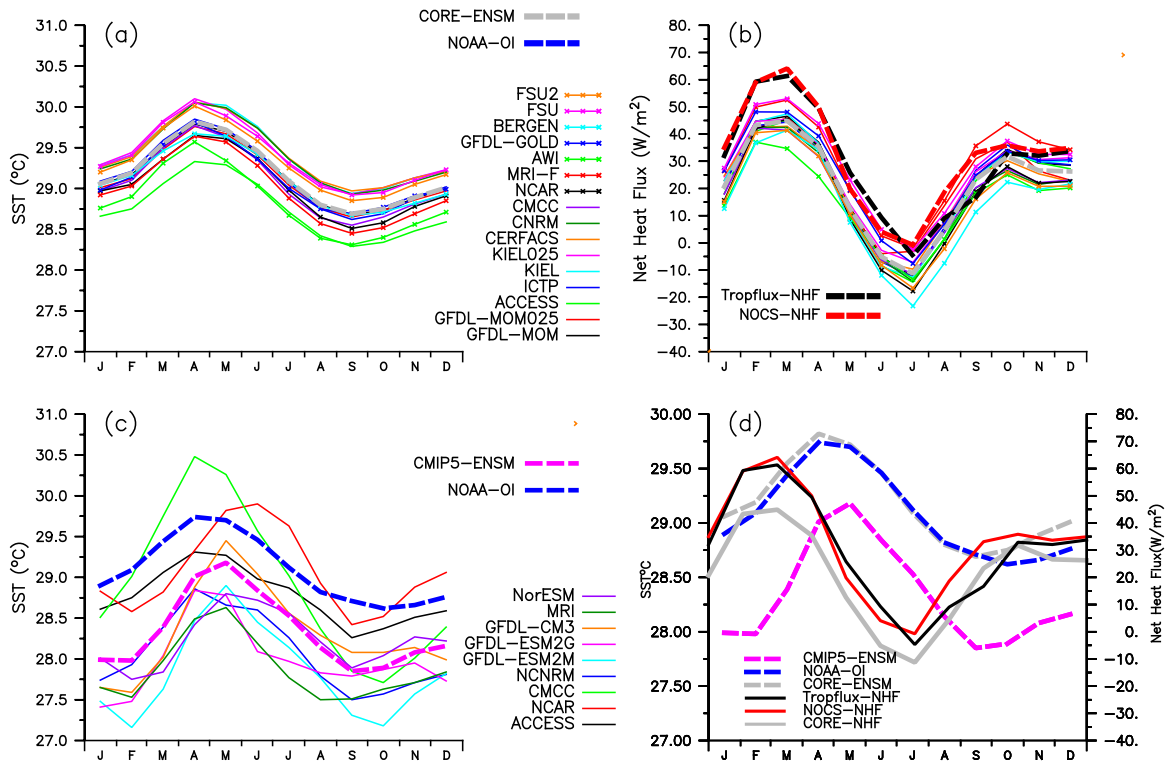 (a)
CORE-ENSM
NOAA-OI
31.0
30.5
30.0
29.5
29.0
28.5
28.0
27.5
27.0
SST (°C)
J F M A M J J A S O N D
FSU2
FSU
BERGEN
GFDL-GOLD
AWI
MRI-F
NCAR
CMCC
CNRM
CERFACS
KIEL025
KIEL
ICTP
ACCESS
GFDL-MOM025
GFDL-MOM
(b)
80.
70.
60.
50.
40.
30.
20.
10.
0.
-10.
-20.
-30.
-40.
Net Heat Flux (W/m²)
Tropflux-NHF
NOCS-NHF
J F M A M J J A S O N D
(c)
CMIP5-ENSM
NOAA-OI
31.0
30.5
30.0
29.5
29.0
28.5
28.0
27.5
27.0
SST (°C)
NorESM
MRI
GFDL-CM3
GFDL-ESM2G
GFDL-ESM2M
NCNRM
CMCC
NCAR
ACCESS
J F M A M J J A S O N D
(d)
30.00
29.50
29.00
28.50
28.00
27.50
27.00
SST°C
80.
70.
60.
50.
40.
30.
20.
10.
0.
-10.
-20.
-30.
-40.
Net Heat Flux(W/m²)
CMIP5-ENSM
NOAA-OI
CORE-ENSM
Tropflux-NHF
NOCS-NHF
CORE-NHF
J F M A M J J A S O N D